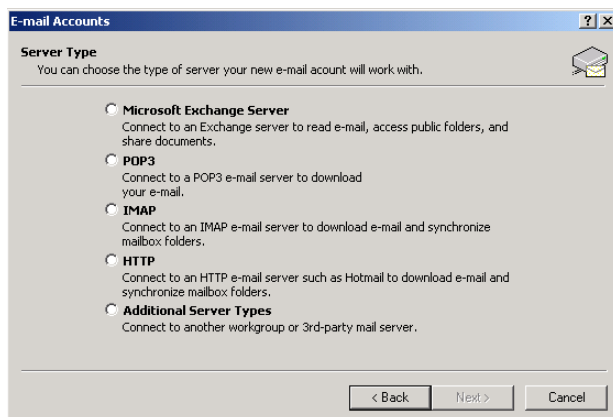 E-mail Accounts
Server Type
You can choose the type of server your new e-mail acount will work with.
Microsoft Exchange Server
Connect to an Exchange server to read e-mail, access public folders, and
share documents.
POP3
Connect to a POP3 e-mail server to download
your e-mail.
IMAP
Connect to an IMAP e-mail server to download e-mail and synchronize
mailbox folders.
HTTP
Connect to an HTTP e-mail server such as Hotmail to download e-mail and
synchronize mailbox folders.
Additional Server Types
Connect to another workgroup or 3rd-party mail server.
< Back Next > Cancel